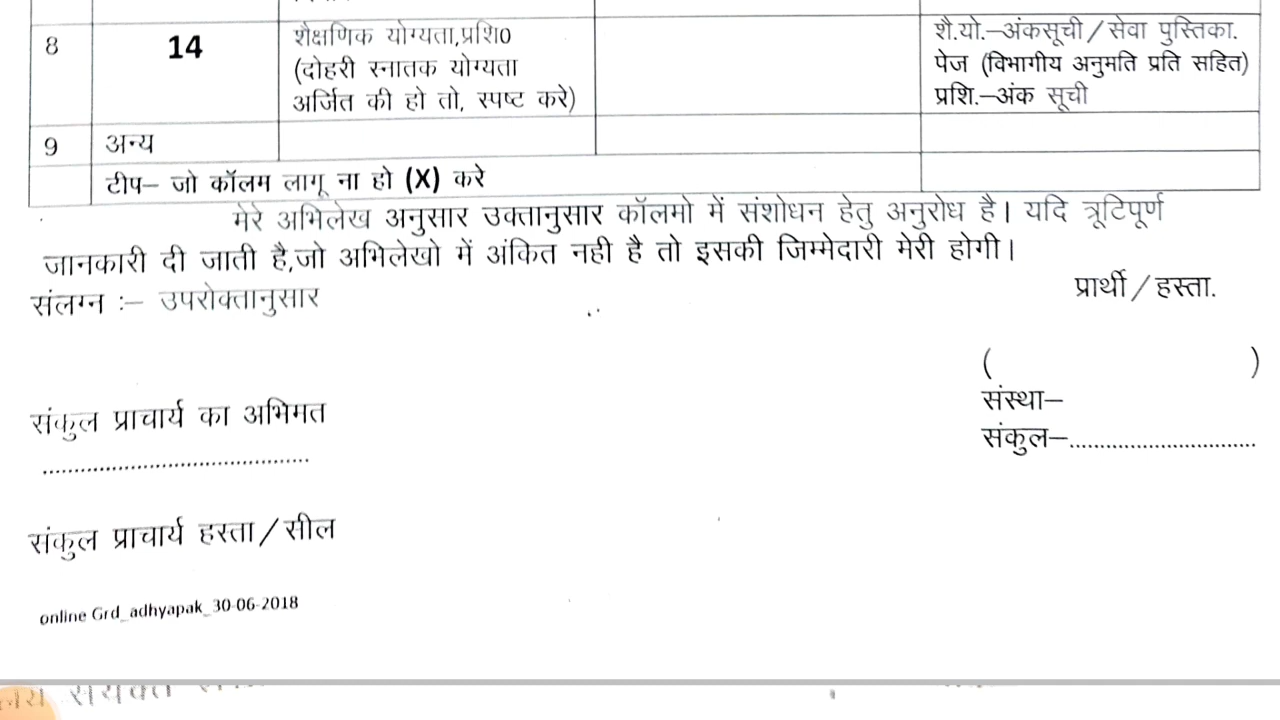 8
14
शैक्षणिक योग्यता,प्रशि0
(दोहरी स्नातक योग्यता
अर्जित की हो तो, स्पष्ट करे)
शै.यो.–अंकसूची/सेवा पुस्तिका.
पेज (विभागीय अनुमति प्रति सहित)
प्रशि.–अंक सूची
9
अन्य
टीप– जो कॉलम लागू ना हो (X) करे
मेरे अभिलेख अनुसार उक्तानुसार कॉलमो में संशोधन हेतु अनुरोध है। यदि त्रूटिपूर्ण
जानकारी दी जाती है,जो अभिलेखो में अंकित नही है तो इसकी जिम्मेदारी मेरी होगी।
संलग्न :– उपरोक्तानुसार
प्रार्थी/हस्ता.
( )
संस्था–
संकुल–..............................
संकुल प्राचार्य का अभिमत
..........................................
संकुल प्राचार्य हस्ता/सील
online Grd_adhyapak_30-06-2018